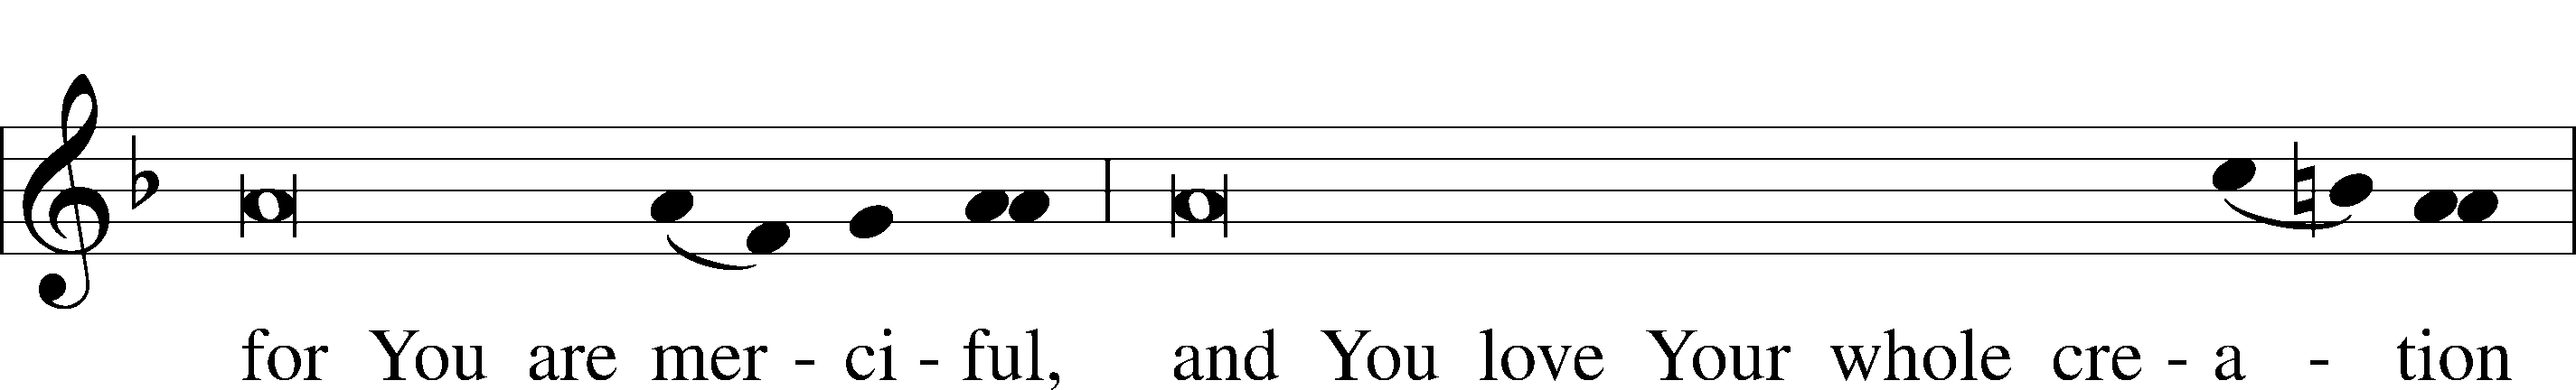 for You are mer - ci - ful, and You love Your whole cre - a - tion